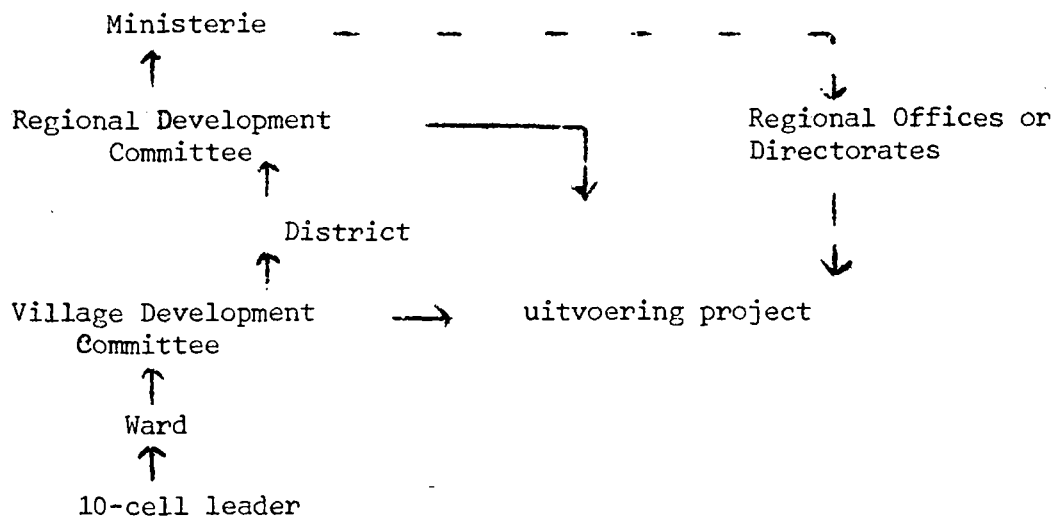 Ministerie
Regional Development
Committee
Regional Offices or
Directorates
District
Village Development
Committee
uitvoering project
Ward
10-cell leader